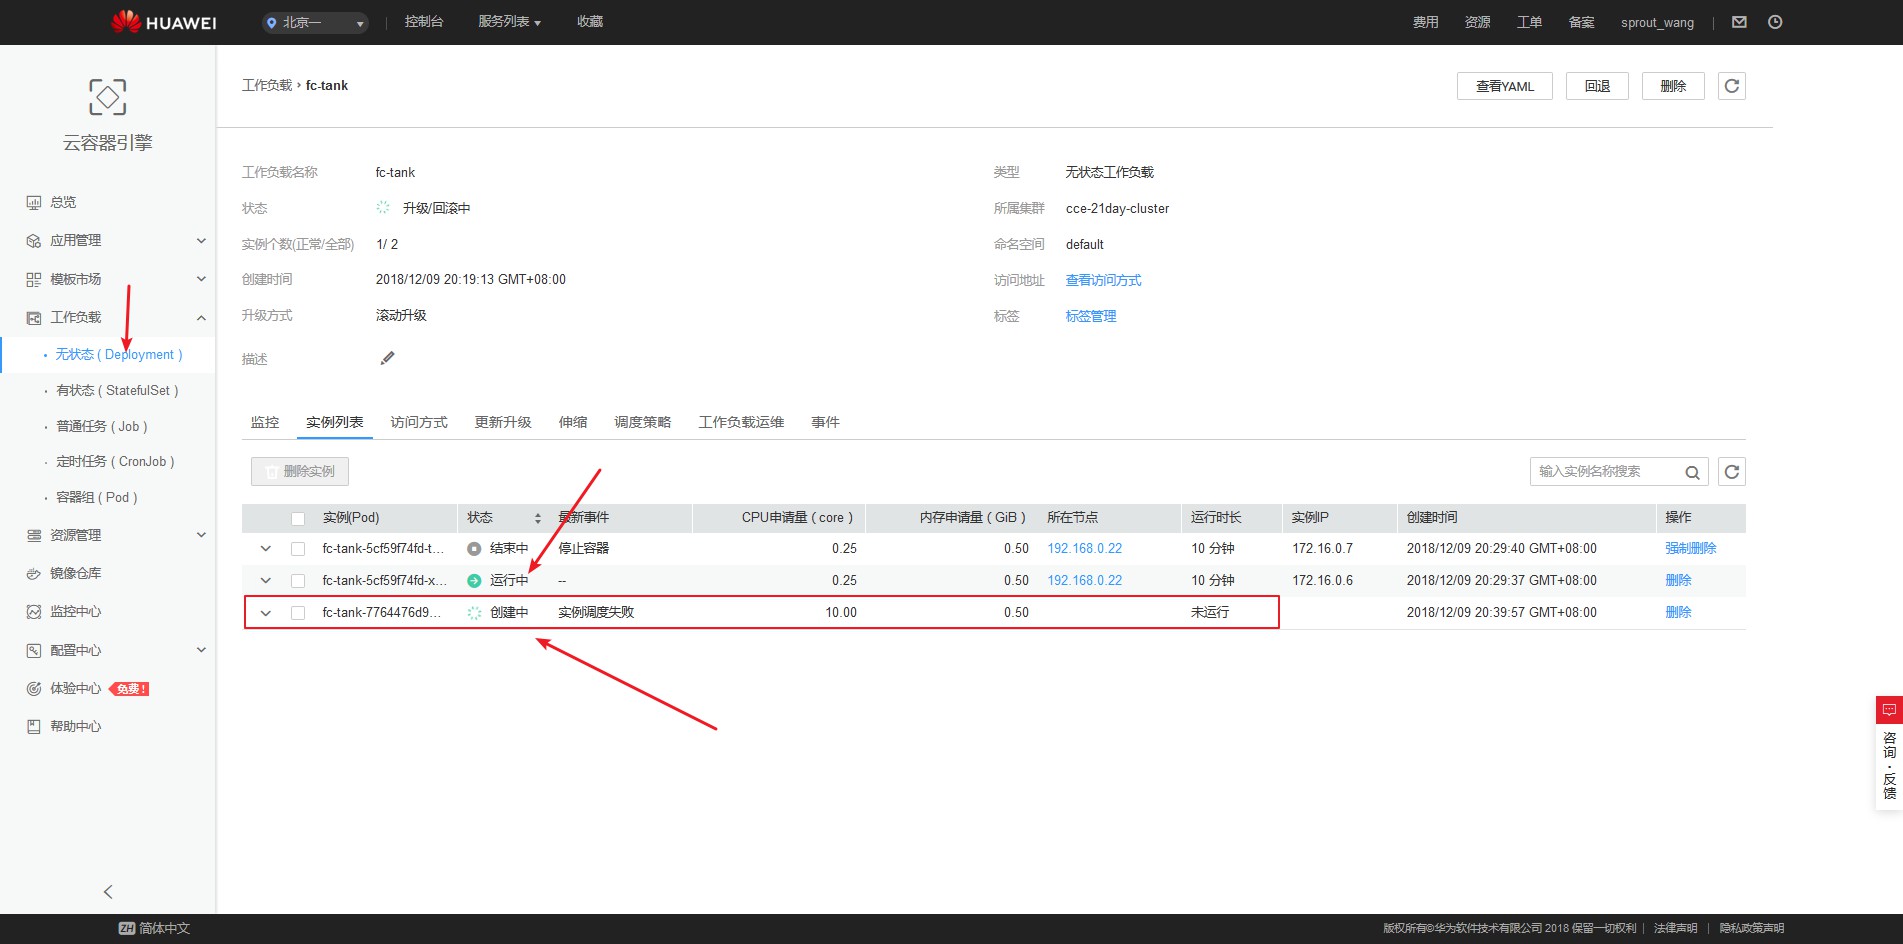 HUAWEI 北京一 控制台 服务列表 收藏 费用 资源 工单 备案 sprout_wang
云容器引擎
总览
应用管理
模板市场
工作负载
无状态 ( Deployment )
有状态 ( StatefulSet )
普通任务 ( Job )
定时任务 ( CronJob )
容器组 ( Pod )
资源管理
镜像仓库
监控中心
配置中心
体验中心 免费!
帮助中心
工作负载 › fc-tank 查看YAML 回退 删除
工作负载名称 fc-tank 类型 无状态工作负载
状态 升级/回滚中 所属集群 cce-21day-cluster
实例个数(正常/全部) 1/ 2 命名空间 default
创建时间 2018/12/09 20:19:13 GMT+08:00 访问地址 查看访问方式
升级方式 滚动升级 标签 标签管理
描述
监控 实例列表 访问方式 更新升级 伸缩 调度策略 工作负载运维 事件
删除实例 输入实例名称搜索
实例(Pod) 状态 最新事件 CPU申请量 ( core ) 内存申请量 ( GiB ) 所在节点 运行时长 实例IP 创建时间 操作
fc-tank-5cf59f74fd-t... 结束中 停止容器 0.25 0.50 192.168.0.22 10 分钟 172.16.0.7 2018/12/09 20:29:40 GMT+08:00 强制删除
fc-tank-5cf59f74fd-x... 运行中 -- 0.25 0.50 192.168.0.22 10 分钟 172.16.0.6 2018/12/09 20:29:37 GMT+08:00 删除
fc-tank-7764476d9... 创建中 实例调度失败 10.00 0.50 未运行 2018/12/09 20:39:57 GMT+08:00 删除
咨询·反馈
ZH 简体中文 版权所有©华为软件技术有限公司 2018 保留一切权利 | 法律声明 | 隐私政策声明